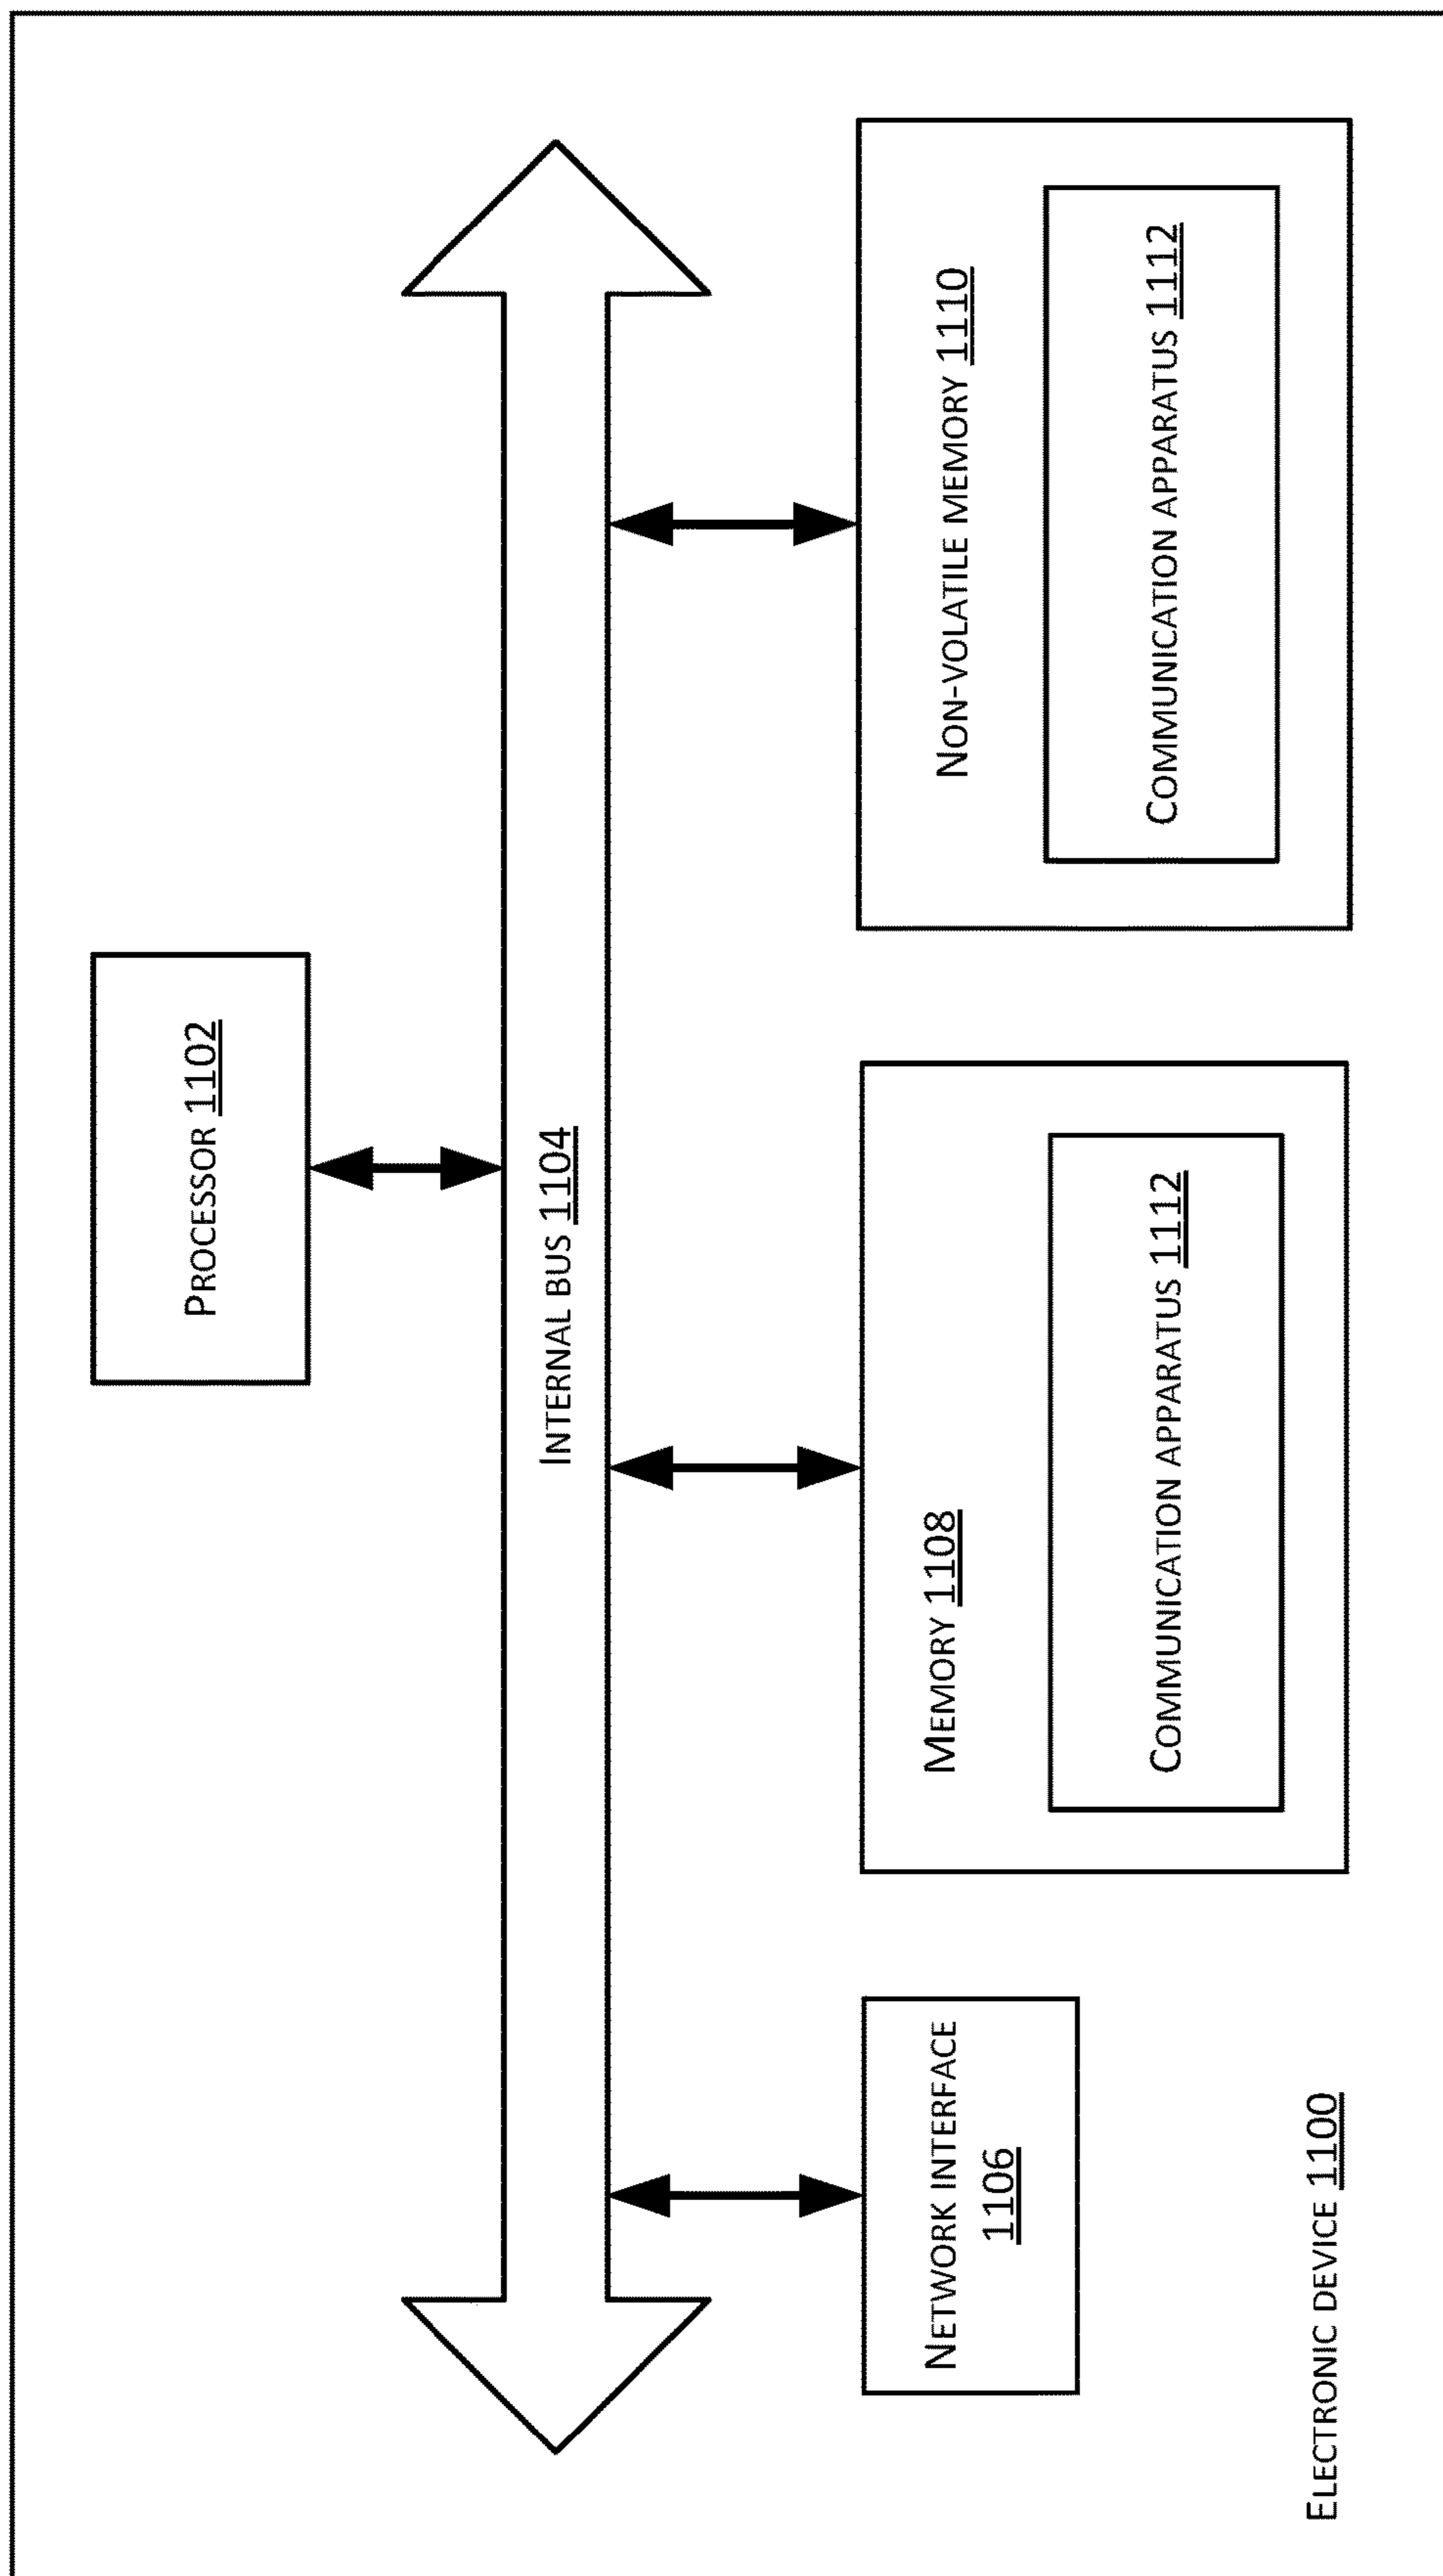 PROCESSOR 1102
INTERNAL BUS 1104
NETWORK INTERFACE
1106
MEMORY 1108
COMMUNICATION APPARATUS 1112
NON-VOLATILE MEMORY 1110
COMMUNICATION APPARATUS 1112
ELECTRONIC DEVICE 1100